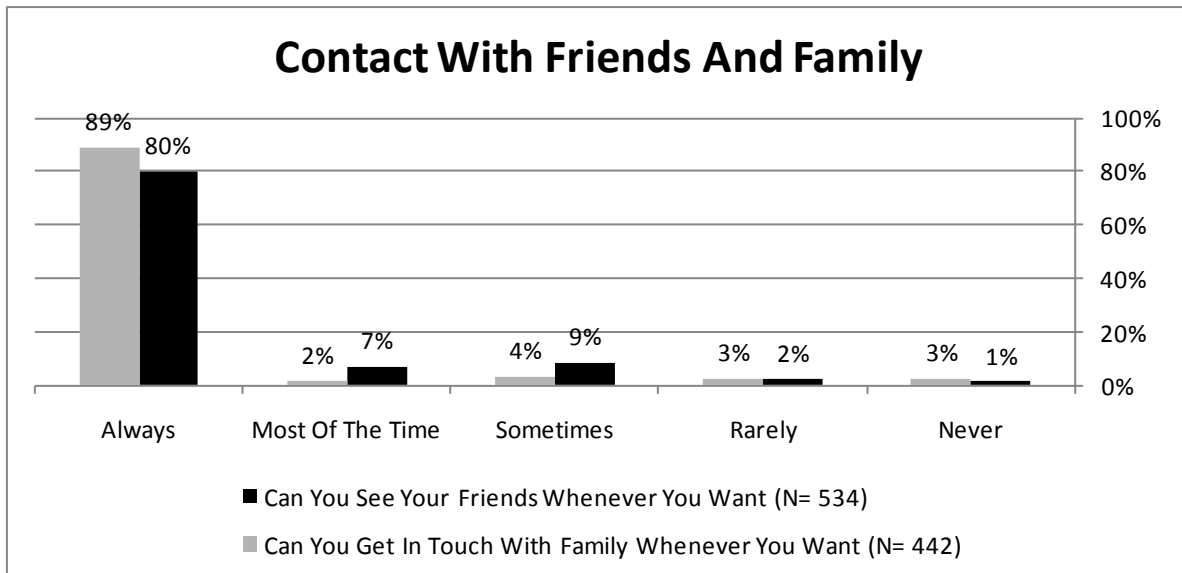 Contact With Friends And Family
89%
80%
2%
7%
4%
9%
3%
2%
3%
1%
100%
80%
60%
40%
20%
0%
Always
Most Of The Time
Sometimes
Rarely
Never
Can You See Your Friends Whenever You Want (N= 534)
Can You Get In Touch With Family Whenever You Want (N= 442)